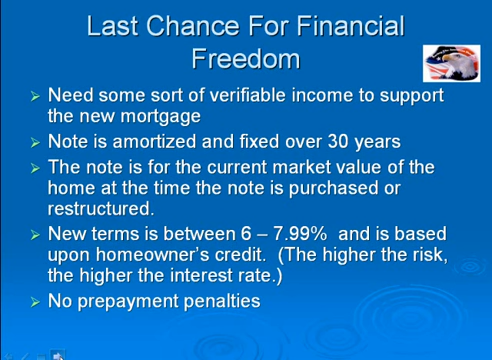 Last Chance For Financial
Freedom
Need some sort of verifiable income to support
the new mortgage
Note is amortized and fixed over 30 years
The note is for the current market value of the
home at the time the note is purchased or
restructured.
New terms is between 6 – 7.99%  and is based
upon homeowner's credit.  (The higher the risk,
the higher the interest rate.)
No prepayment penalties